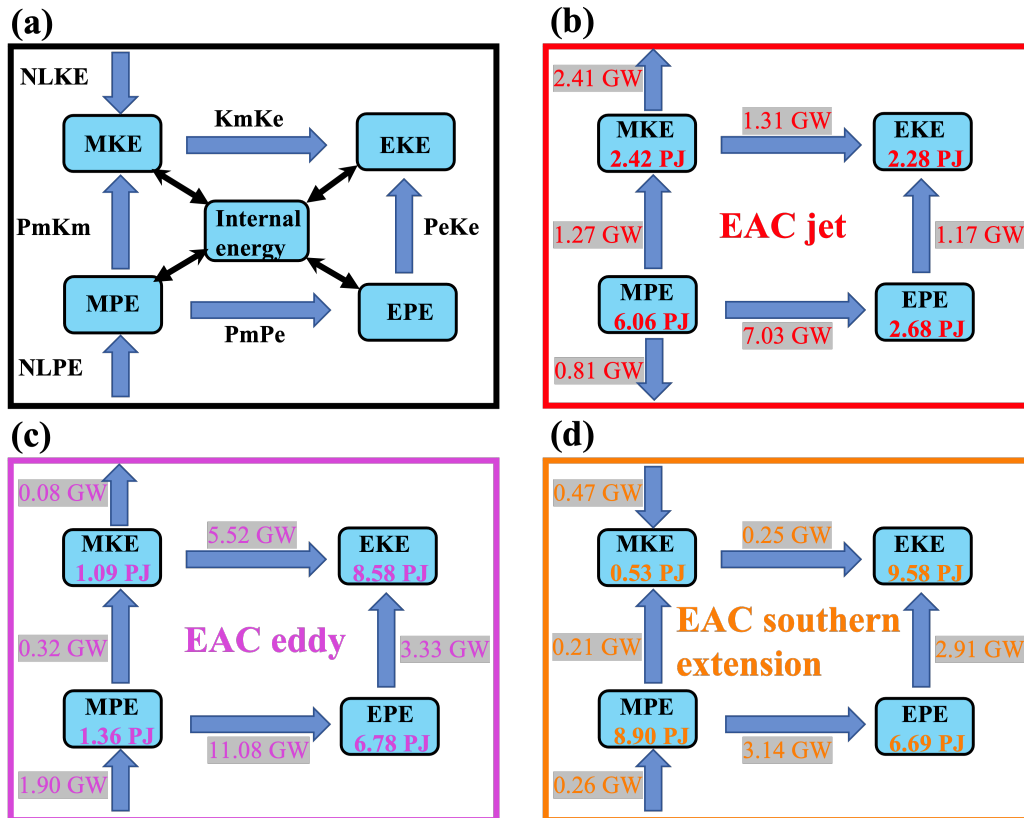 (a)
NLKE
MKE
KmKe
EKE
PmKm
Internal
energy
PeKe
MPE
PmPe
EPE
NLPE
(b)
2.41 GW
MKE
2.42 PJ
1.31 GW
EKE
2.28 PJ
1.27 GW
EAC jet
1.17 GW
MPE
6.06 PJ
7.03 GW
EPE
2.68 PJ
0.81 GW
(c)
0.08 GW
MKE
1.09 PJ
5.52 GW
EKE
8.58 PJ
0.32 GW
EAC eddy
3.33 GW
MPE
1.36 PJ
11.08 GW
EPE
6.78 PJ
1.90 GW
(d)
0.47 GW
MKE
0.53 PJ
0.25 GW
EKE
9.58 PJ
0.21 GW
EAC southern
extension
2.91 GW
MPE
8.90 PJ
3.14 GW
EPE
6.69 PJ
0.26 GW